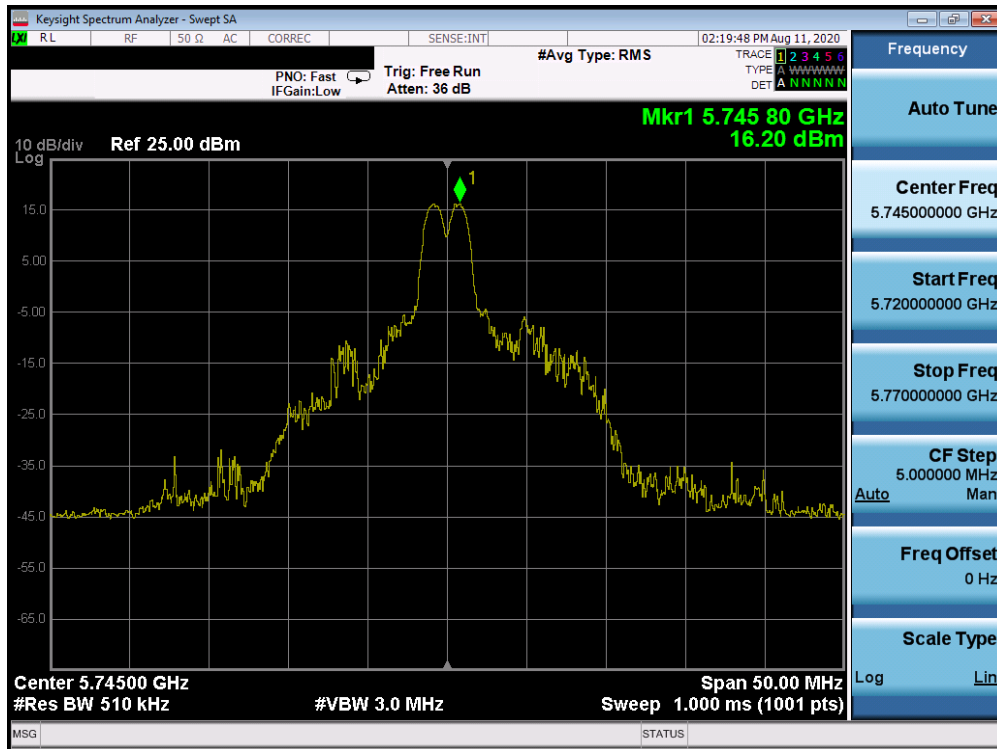 Keysight Spectrum Analyzer - Swept SA
LXI RL RF 50 Ω AC CORREC SENSE:INT 02:19:48 PM Aug 11, 2020
Frequency
PNO: Fast
IFGain:Low
Trig: Free Run
Atten: 36 dB
#Avg Type: RMS
TRACE 1 2 3 4 5 6
TYPE A WWWWW
DET A N N N N N
Auto Tune
Mkr1 5.745 80 GHz
16.20 dBm
10 dB/div Ref 25.00 dBm
Log
1
15.0
5.00
-5.00
-15.0
-25.0
-35.0
-45.0
-55.0
-65.0
Center Freq
5.745000000 GHz
Start Freq
5.720000000 GHz
Stop Freq
5.770000000 GHz
CF Step
5.000000 MHz
Auto Man
Freq Offset
0 Hz
Scale Type
Log Lin
Center 5.74500 GHz Span 50.00 MHz
#Res BW 510 kHz #VBW 3.0 MHz Sweep 1.000 ms (1001 pts)
MSG STATUS